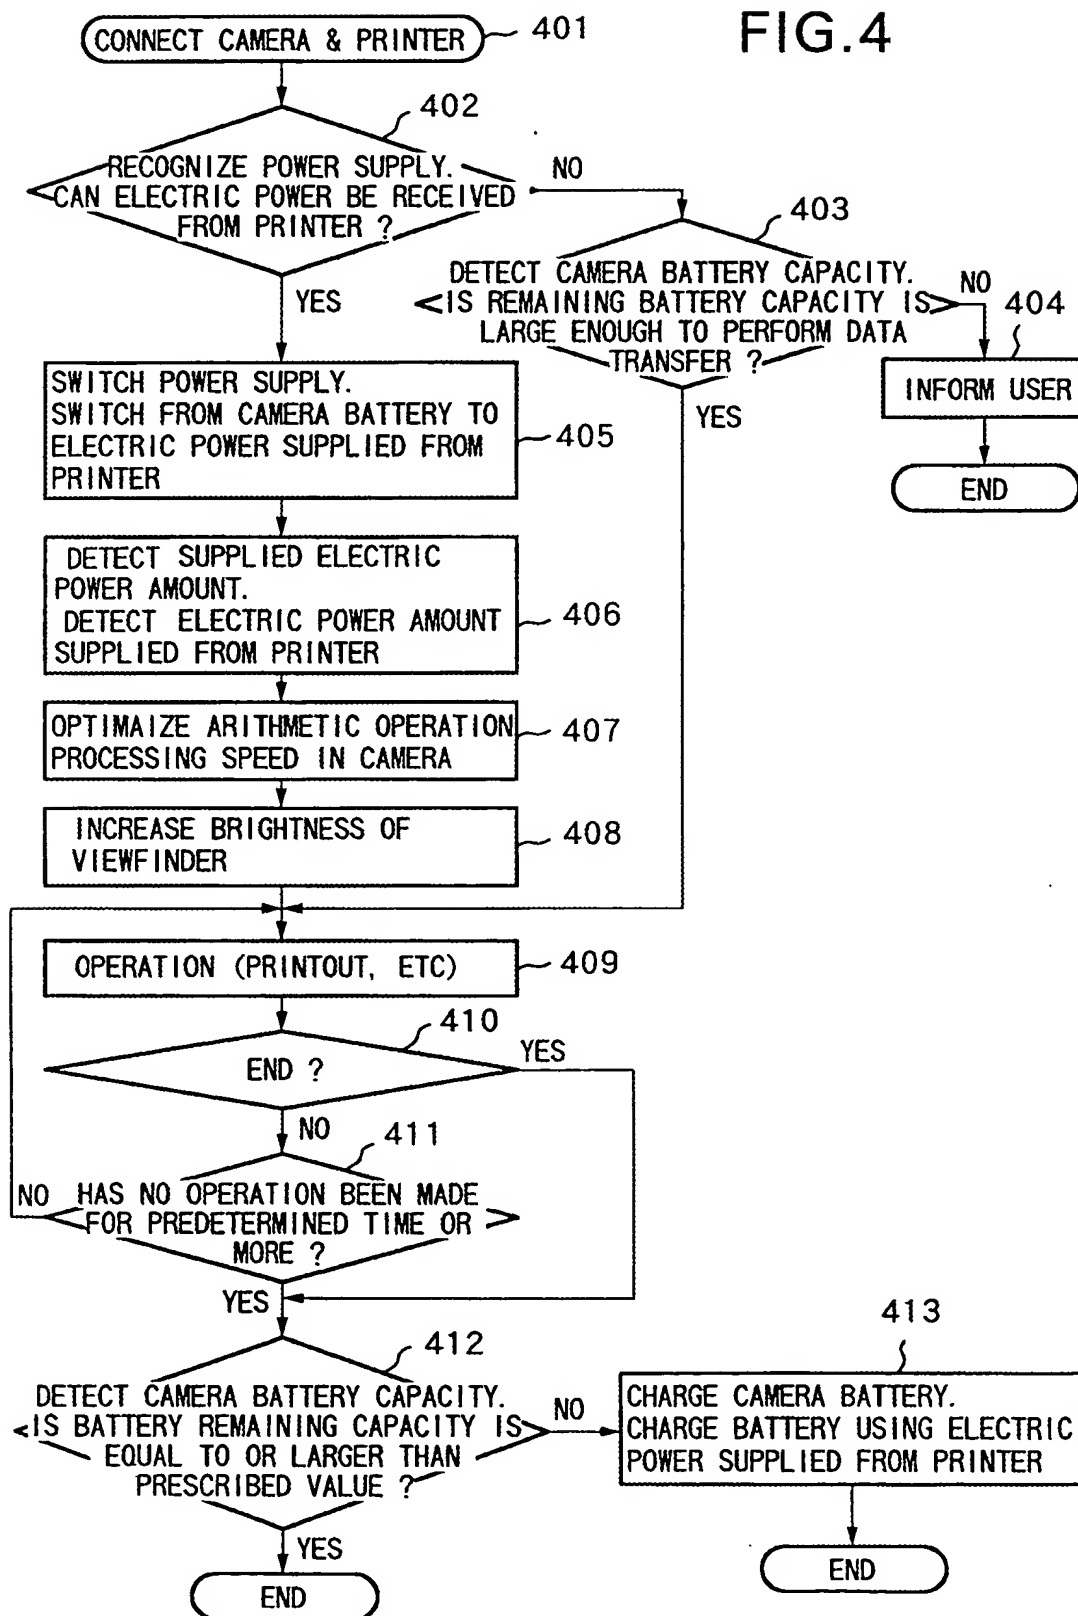 FIG.4
CONNECT CAMERA & PRINTER
401
402
RECOGNIZE POWER SUPPLY.
CAN ELECTRIC POWER BE RECEIVED
FROM PRINTER ?
NO
YES
403
DETECT CAMERA BATTERY CAPACITY.
IS REMAINING BATTERY CAPACITY IS
LARGE ENOUGH TO PERFORM DATA
TRANSFER ?
NO
YES
404
INFORM USER
END
SWITCH POWER SUPPLY.
SWITCH FROM CAMERA BATTERY TO
ELECTRIC POWER SUPPLIED FROM
PRINTER
405
DETECT SUPPLIED ELECTRIC
POWER AMOUNT.
DETECT ELECTRIC POWER AMOUNT
SUPPLIED FROM PRINTER
406
OPTIMAIZE ARITHMETIC OPERATION
PROCESSING SPEED IN CAMERA
407
INCREASE BRIGHTNESS OF
VIEWFINDER
408
OPERATION (PRINTOUT, ETC)
409
410
END ?
YES
NO
411
HAS NO OPERATION BEEN MADE
FOR PREDETERMINED TIME OR
MORE ?
NO
YES
412
DETECT CAMERA BATTERY CAPACITY.
IS BATTERY REMAINING CAPACITY IS
EQUAL TO OR LARGER THAN
PRESCRIBED VALUE ?
NO
YES
END
413
CHARGE CAMERA BATTERY.
CHARGE BATTERY USING ELECTRIC
POWER SUPPLIED FROM PRINTER
END